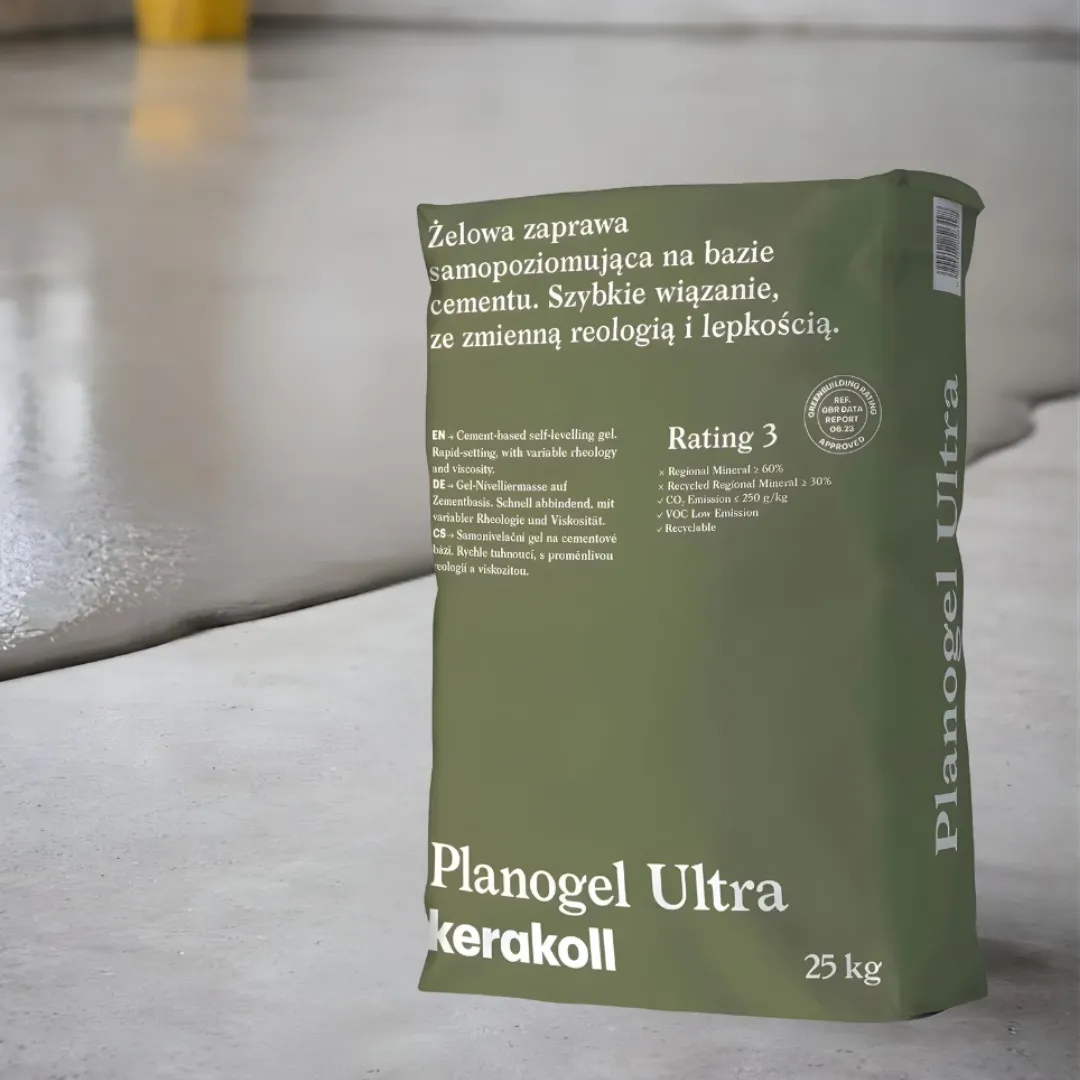 Żelowa zaprawa
samopoziomująca na bazie
cementu. Szybkie wiązanie,
ze zmienną reologią i lepkością.
EN → Cement-based self-levelling gel.
Rapid-setting, with variable rheology
and viscosity.
DE → Gel-Nivelliermasse auf
Zementbasis. Schnell abbindend, mit
variabler Rheologie und Viskosität.
CS → Samonivelační gel na cementové
bázi. Rychle tuhnoucí, s proměnlivou
reologií a viskozitou.
Rating 3
× Regional Mineral ≥ 60%
× Recycled Regional Mineral ≥ 30%
✓ CO₂ Emission ≤ 250 g/kg
✓ VOC Low Emission
✓ Recyclable
GREENBUILDING RATING
REF.
GBR DATA
REPORT
06.23
APPROVED
Planogel Ultra
kerakoll
25 kg
Planogel Ultra